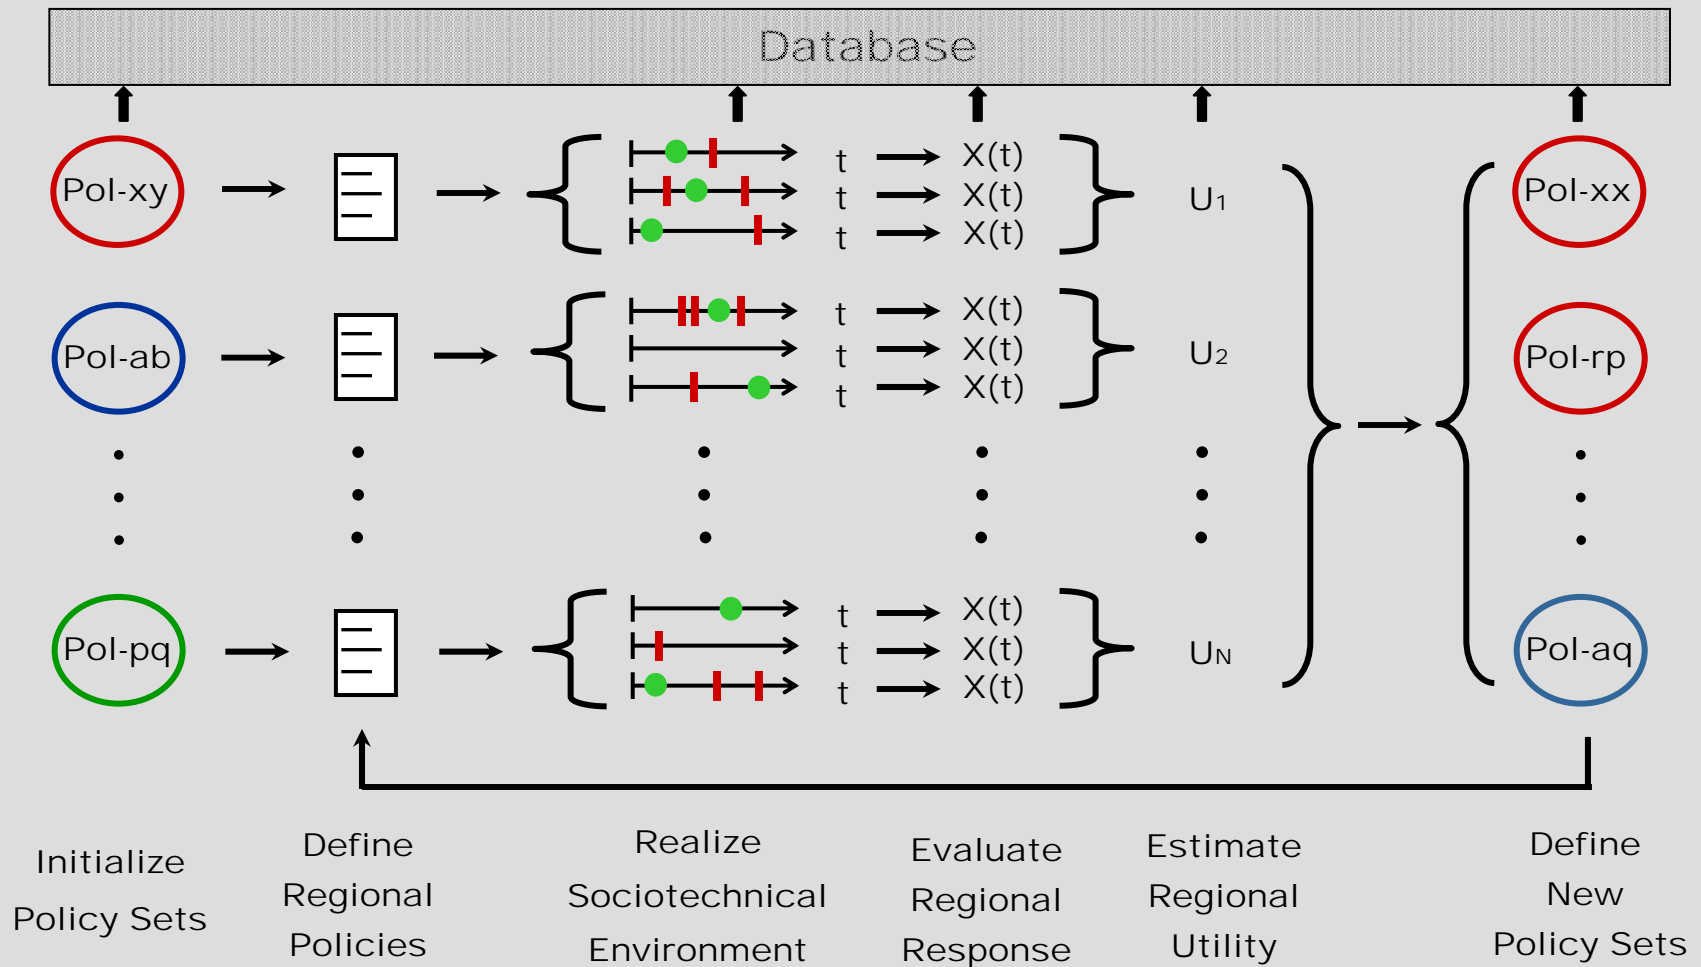 Database
Pol-xy
t
X(t)
t
X(t)
t
X(t)
U1
Pol-xx
Pol-ab
t
X(t)
t
X(t)
t
X(t)
U2
Pol-rp
Pol-pq
t
X(t)
t
X(t)
t
X(t)
UN
Pol-aq
Initialize
Policy Sets
Define
Regional
Policies
Realize
Sociotechnical
Environment
Evaluate
Regional
Response
Estimate
Regional
Utility
Define
New
Policy Sets